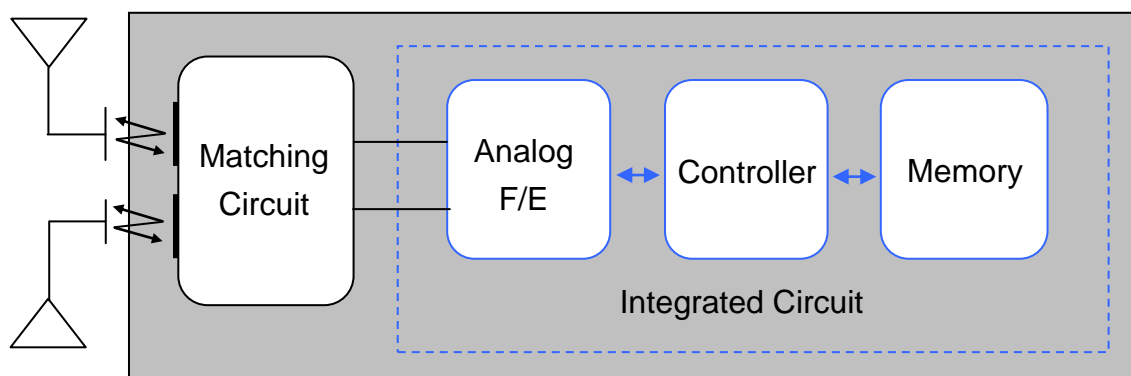 Matching
Circuit
Analog
F/E
Controller
Memory
Integrated Circuit